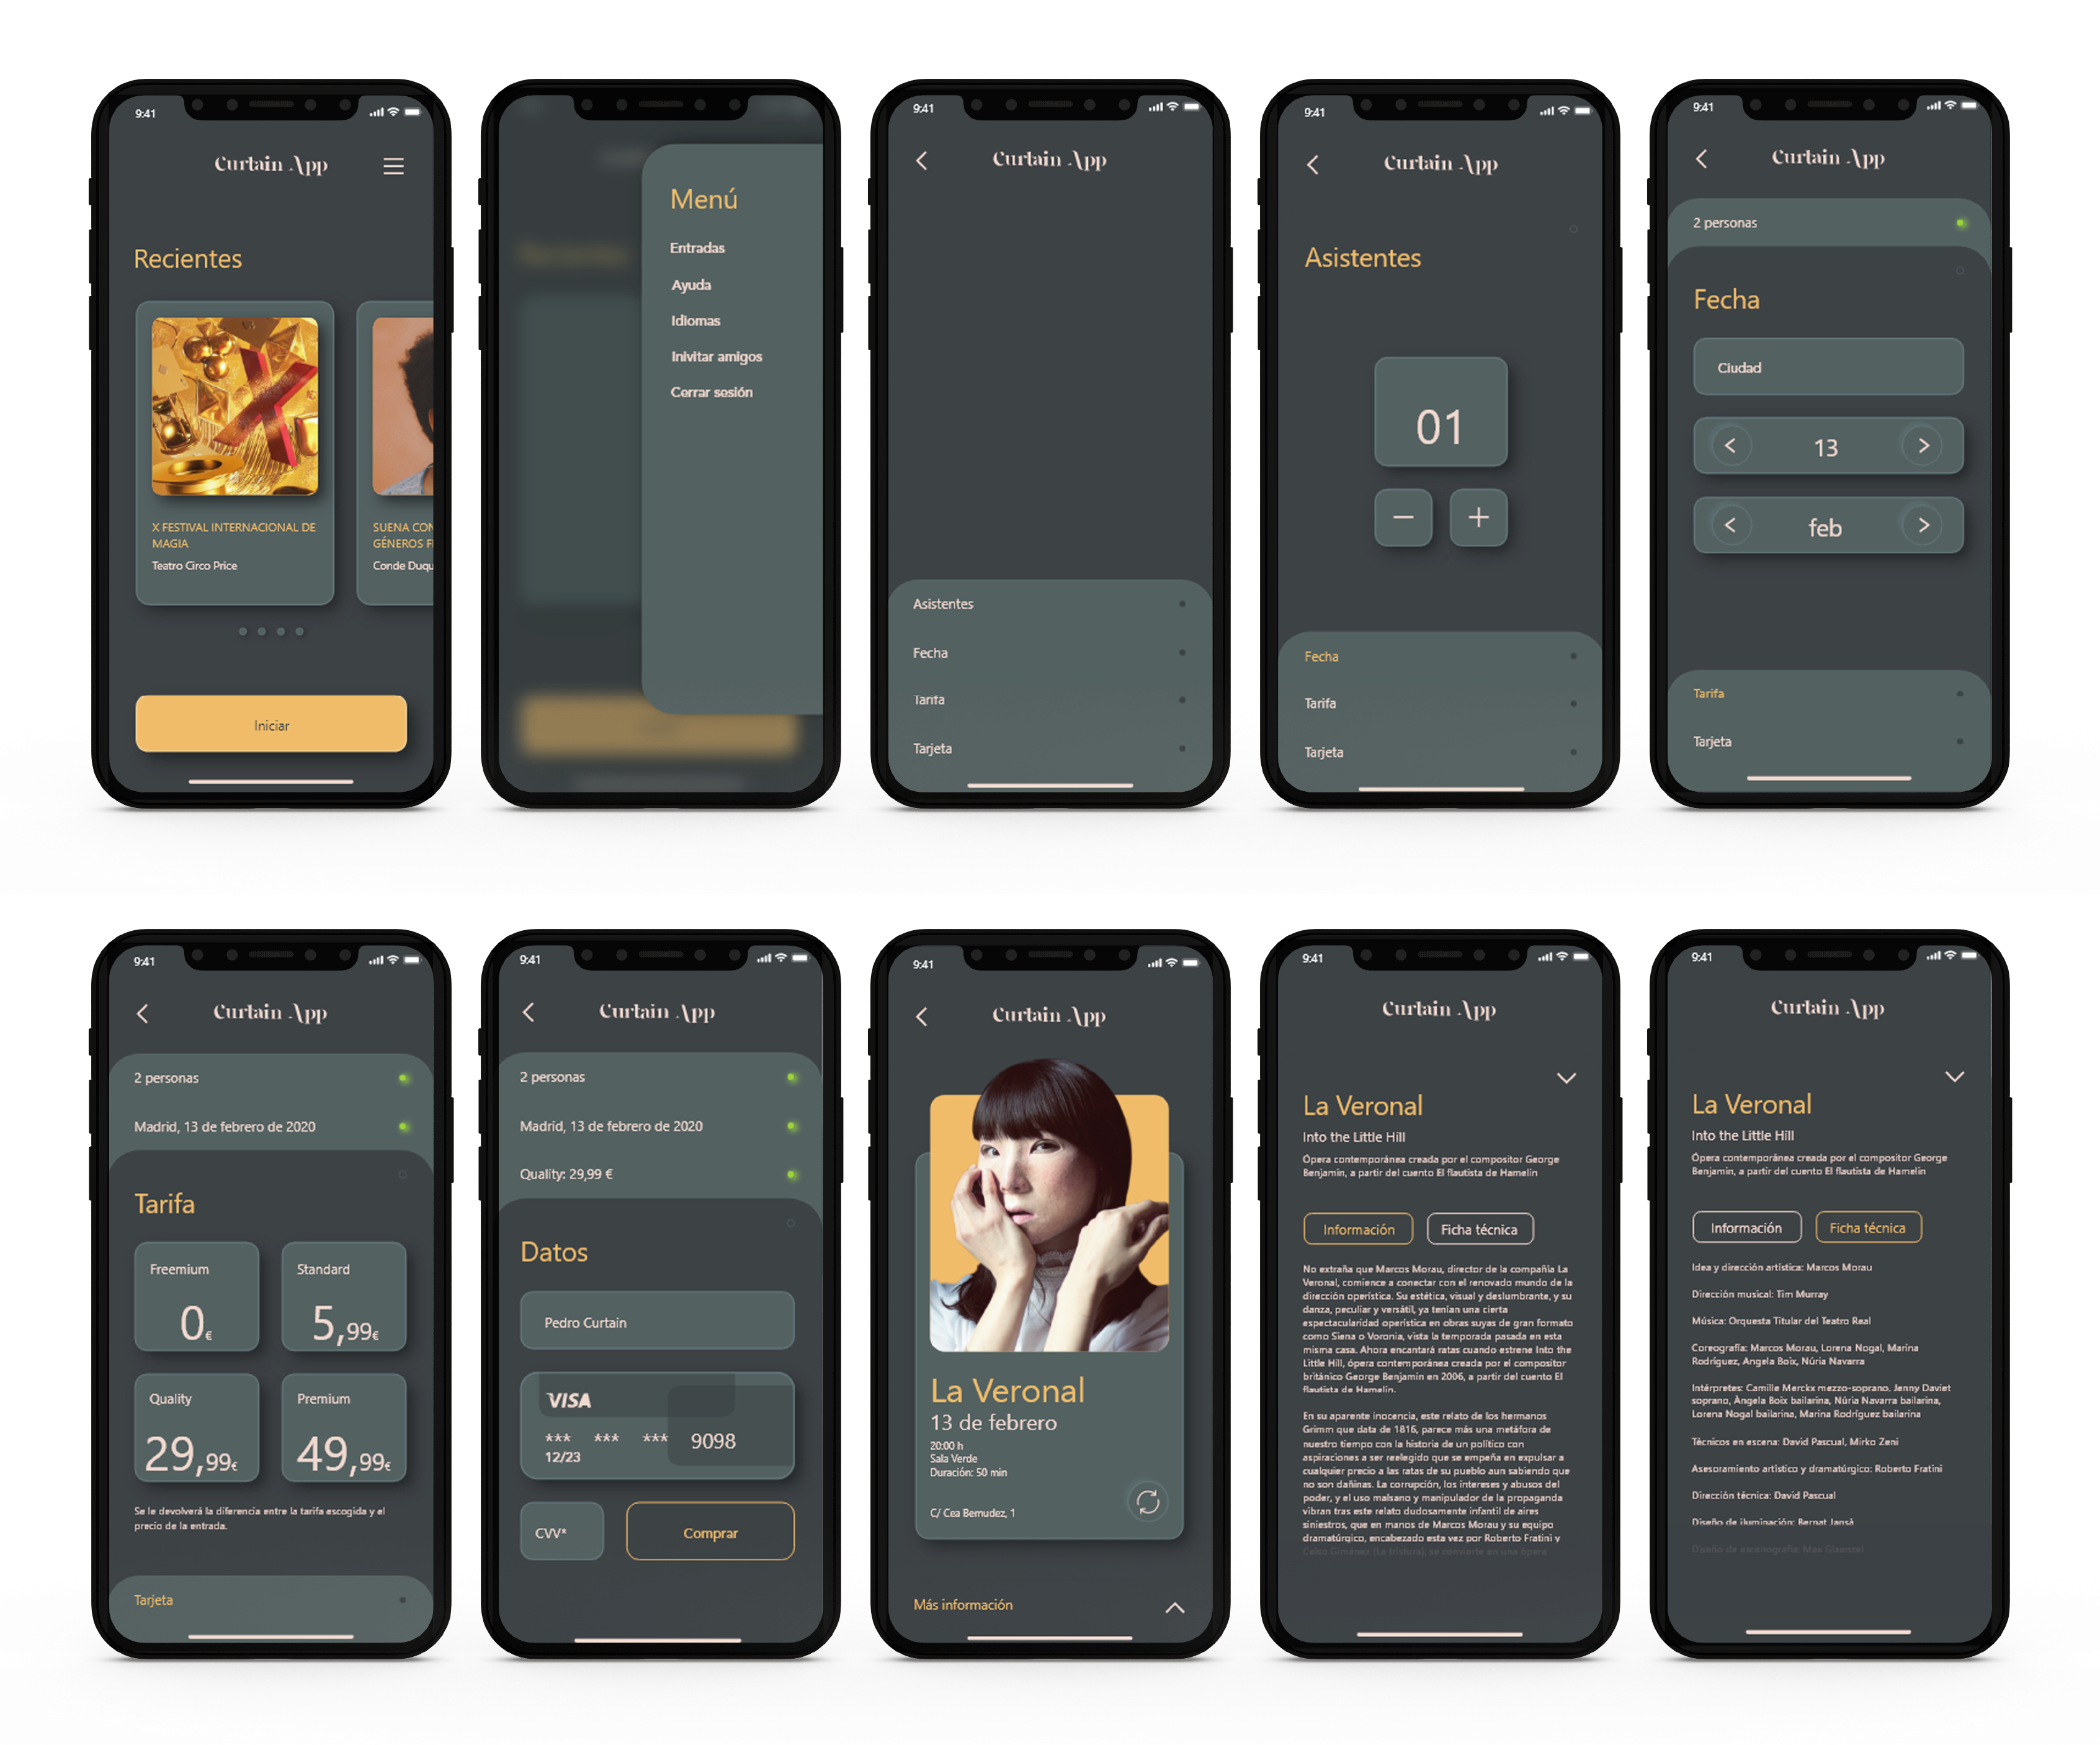 9:41
Curtain App
Recientes
X FESTIVAL INTERNACIONAL DE
MAGIA
Teatro Circo Price
SUENA CON
GÉNEROS F
Conde Duqu
Iniciar
Menú
Entradas
Ayuda
Idiomas
Inivitar amigos
Cerrar sesión
9:41
Curtain App
Asistentes
Fecha
Tarifa
Tarjeta
9:41
Curtain App
Asistentes
01
Fecha
Tarifa
Tarjeta
9:41
Curtain App
2 personas
Fecha
Ciudad
13
feb
Tarifa
Tarjeta
9:41
Curtain App
2 personas
Madrid, 13 de febrero de 2020
Tarifa
Freemium
0€
Standard
5,99€
Quality
29,99€
Premium
49,99€
Se le devolverá la diferencia entre la tarifa escogida y el
precio de la entrada.
Tarjeta
9:41
Curtain App
2 personas
Madrid, 13 de febrero de 2020
Quality: 29,99 €
Datos
Pedro Curtain
VISA
*** *** *** 9098
12/23
CVV*
Comprar
9:41
Curtain App
La Veronal
13 de febrero
20:00 h
Sala Verde
Duración: 50 min
C/ Cea Bemudez, 1
Más información
9:41
Curtain App
La Veronal
Into the Little Hill
Ópera contemporánea creada por el compositor George
Benjamin, a partir del cuento El flautista de Hamelin
Información
Ficha técnica
No extraña que Marcos Morau, director de la compañía La
Veronal, comience a conectar con el renovado mundo de la
dirección operística. Su estética, visual y deslumbrante, y su
danza, peculiar y versátil, ya tenían una cierta
espectacularidad operística en obras suyas de gran formato
como Siena o Voronia, vista la temporada pasada en esta
misma casa. Ahora encantará ratas cuando estrene Into the
Little Hill, ópera contemporánea creada por el compositor
británico George Benjamin en 2006, a partir del cuento El
flautista de Hamelin.
En su aparente inocencia, este relato de los hermanos
Grimm que data de 1816, parece más una metáfora de
nuestro tiempo con la historia de un político con
aspiraciones a ser reelegido que se empeña en expulsar a
cualquier precio a las ratas de su pueblo aun sabiendo que
no son dañinas. La corrupción, los intereses y abusos del
poder, y el uso malsano y manipulador de la propaganda
vibran tras este relato dudosamente infantil de aires
siniestros, que en manos de Marcos Morau y su equipo
dramatúrgico, encabezado esta vez por Roberto Fratini y
Celso Giménez (La tristura), se convierte en una ópera
9:41
Curtain App
La Veronal
Into the Little Hill
Ópera contemporánea creada por el compositor George
Benjamin, a partir del cuento El flautista de Hamelin
Información
Ficha técnica
Idea y dirección artística: Marcos Morau
Dirección musical: Tim Murray
Música: Orquesta Titular del Teatro Real
Coreografía: Marcos Morau, Lorena Nogal, Marina
Rodríguez, Angela Boix, Núria Navarra
Intérpretes: Camille Merckx mezzo-soprano, Jenny Daviet
soprano, Àngela Boix bailarina, Núria Navarra bailarina,
Lorena Nogal bailarina, Marina Rodríguez bailarina
Técnicos en escena: David Pascual, Mirko Zeni
Asesoramiento artístico y dramatúrgico: Roberto Fratini
Dirección técnica: David Pascual
Diseño de iluminación: Bernat Jansà
Diseño de escenografía: Max Glaenzel